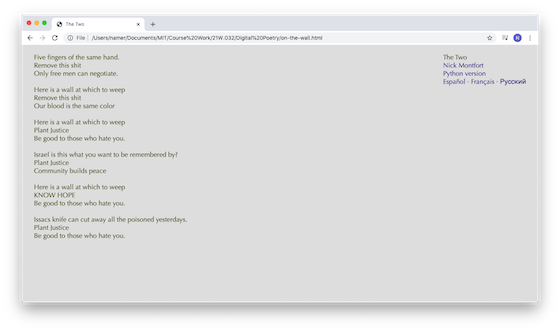 The Two
File
/Users/namer/Documents/MIT/Course%20Work/21W.032/Digital%20Poetry/on-the-wall.html
Five fingers of the same hand.
Remove this shit
Only free men can negotiate.
Here is a wall at which to weep
Remove this shit
Our blood is the same color
Here is a wall at which to weep
Plant Justice
Be good to those who hate you.
Israel is this what you want to be remembered by?
Plant Justice
Community builds peace
Here is a wall at which to weep
KNOW HOPE
Be good to those who hate you.
Issacs knife can cut away all the poisoned yesterdays.
Plant Justice
Be good to those who hate you.
The Two
Nick Montfort
Python version
Español · Français · Русский